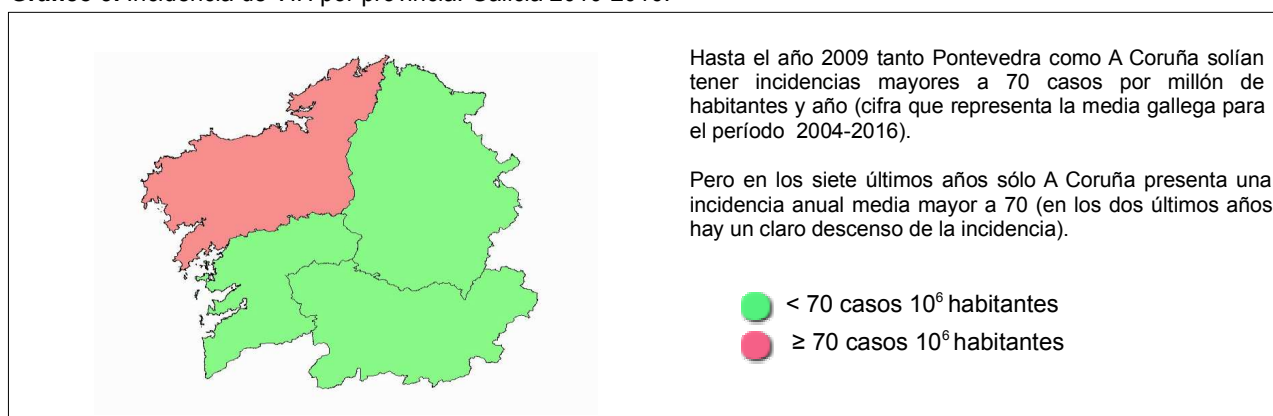 Hasta el año 2009 tanto Pontevedra como A Coruña solían
tener incidencias mayores a 70 casos por millón de
habitantes y año (cifra que representa la media gallega para
el período 2004-2016).
Pero en los siete últimos años sólo A Coruña presenta una
incidencia anual media mayor a 70 (en los dos últimos años
hay un claro descenso de la incidencia).
< 70 casos 10⁶ habitantes
≥ 70 casos 10⁶ habitantes